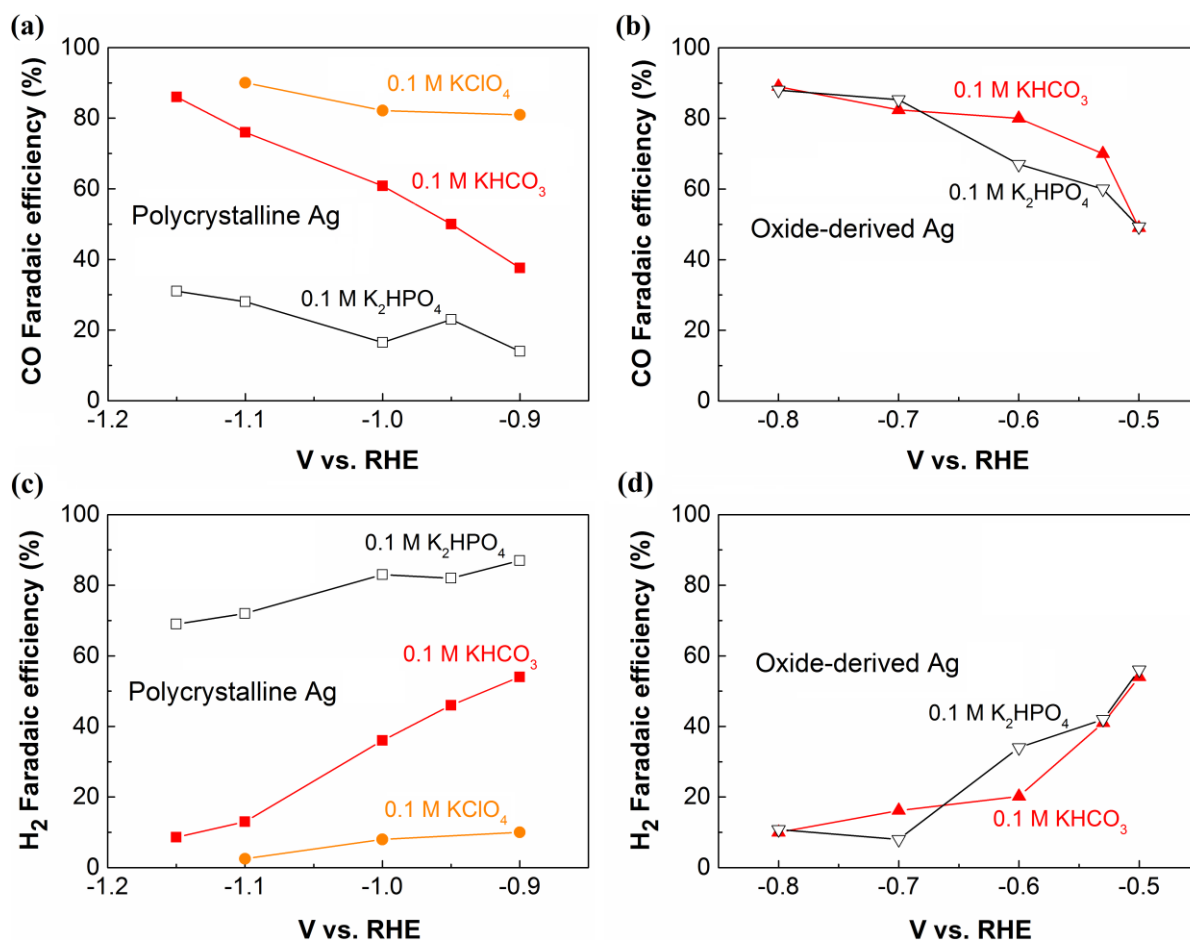 (a)
CO Faradaic efficiency (%)
100
80
60
40
20
0
0.1 M KClO₄
0.1 M KHCO₃
Polycrystalline Ag
0.1 M K₂HPO₄
-1.2 -1.1 -1.0 -0.9
V vs. RHE
(b)
CO Faradaic efficiency (%)
100
80
60
40
20
0
0.1 M KHCO₃
0.1 M K₂HPO₄
Oxide-derived Ag
-0.8 -0.7 -0.6 -0.5
V vs. RHE
(c)
H₂ Faradaic efficiency (%)
100
80
60
40
20
0
0.1 M K₂HPO₄
0.1 M KHCO₃
Polycrystalline Ag
0.1 M KClO₄
-1.2 -1.1 -1.0 -0.9
V vs. RHE
(d)
H₂ Faradaic efficiency (%)
100
80
60
40
20
0
Oxide-derived Ag
0.1 M K₂HPO₄
0.1 M KHCO₃
-0.8 -0.7 -0.6 -0.5
V vs. RHE